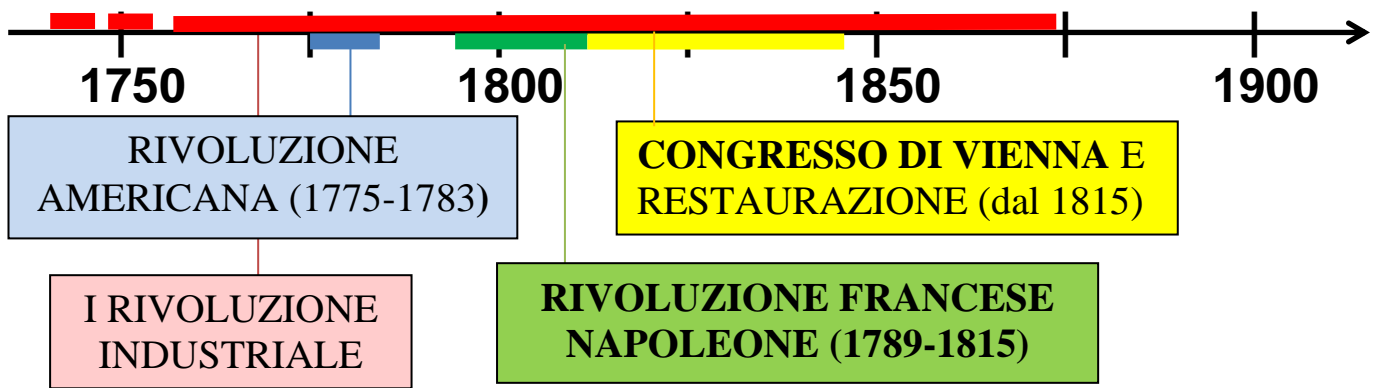 1750 1800 1850 1900
RIVOLUZIONE
AMERICANA (1775-1783)
CONGRESSO DI VIENNA E
RESTAURAZIONE (dal 1815)
I RIVOLUZIONE
INDUSTRIALE
RIVOLUZIONE FRANCESE
NAPOLEONE (1789-1815)